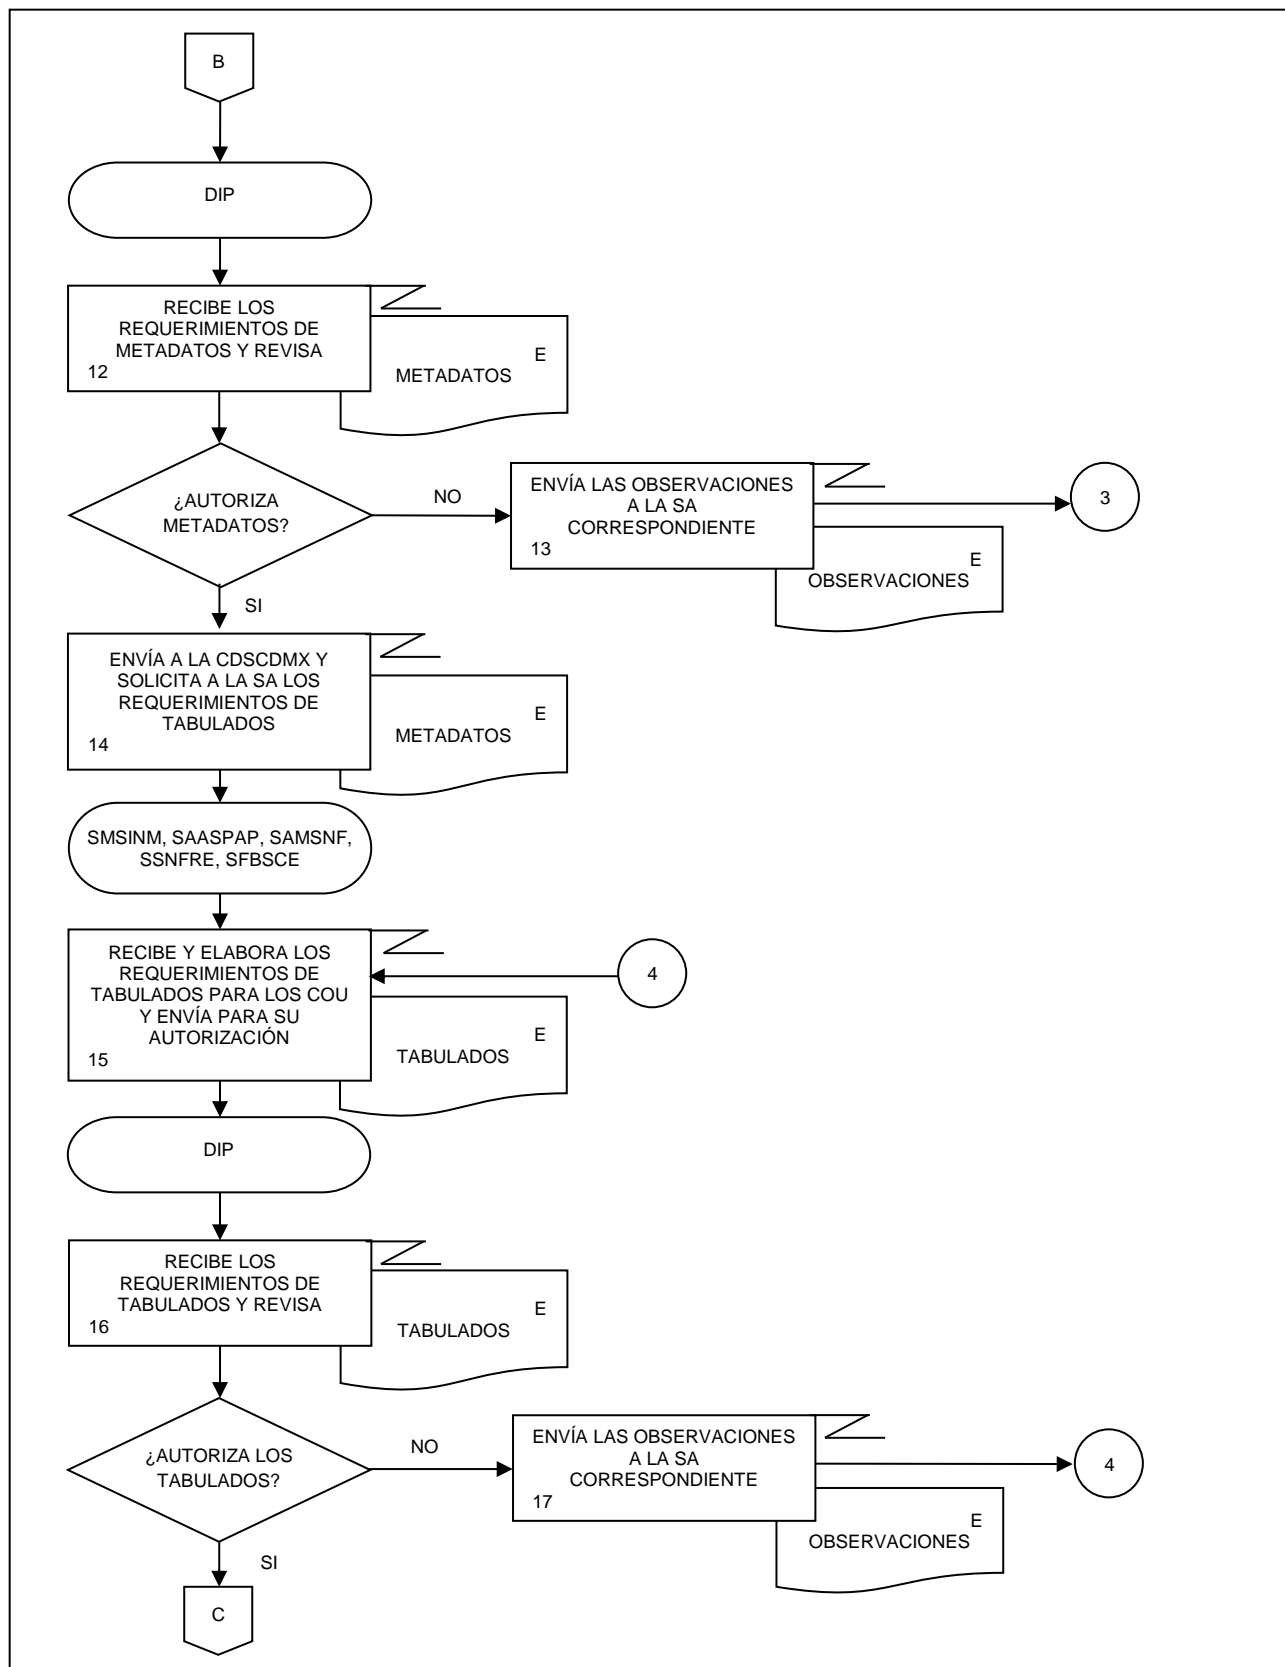 B
DIP
RECIBE LOS
REQUERIMIENTOS DE
METADATOS Y REVISA
12
E
METADATOS
¿AUTORIZA
METADATOS?
NO
ENVÍA LAS OBSERVACIONES
A LA SA
CORRESPONDIENTE
13
E
OBSERVACIONES
3
SI
ENVÍA A LA CDSCDMX Y
SOLICITA A LA SA LOS
REQUERIMIENTOS DE
TABULADOS
14
E
METADATOS
SMSINM, SAASPAP, SAMSNF,
SSNFRE, SFBSCE
RECIBE Y ELABORA LOS
REQUERIMIENTOS DE
TABULADOS PARA LOS COU
Y ENVÍA PARA SU
AUTORIZACIÓN
15
E
TABULADOS
4
DIP
RECIBE LOS
REQUERIMIENTOS DE
TABULADOS Y REVISA
16
E
TABULADOS
¿AUTORIZA LOS
TABULADOS?
NO
ENVÍA LAS OBSERVACIONES
A LA SA
CORRESPONDIENTE
17
E
OBSERVACIONES
4
SI
C